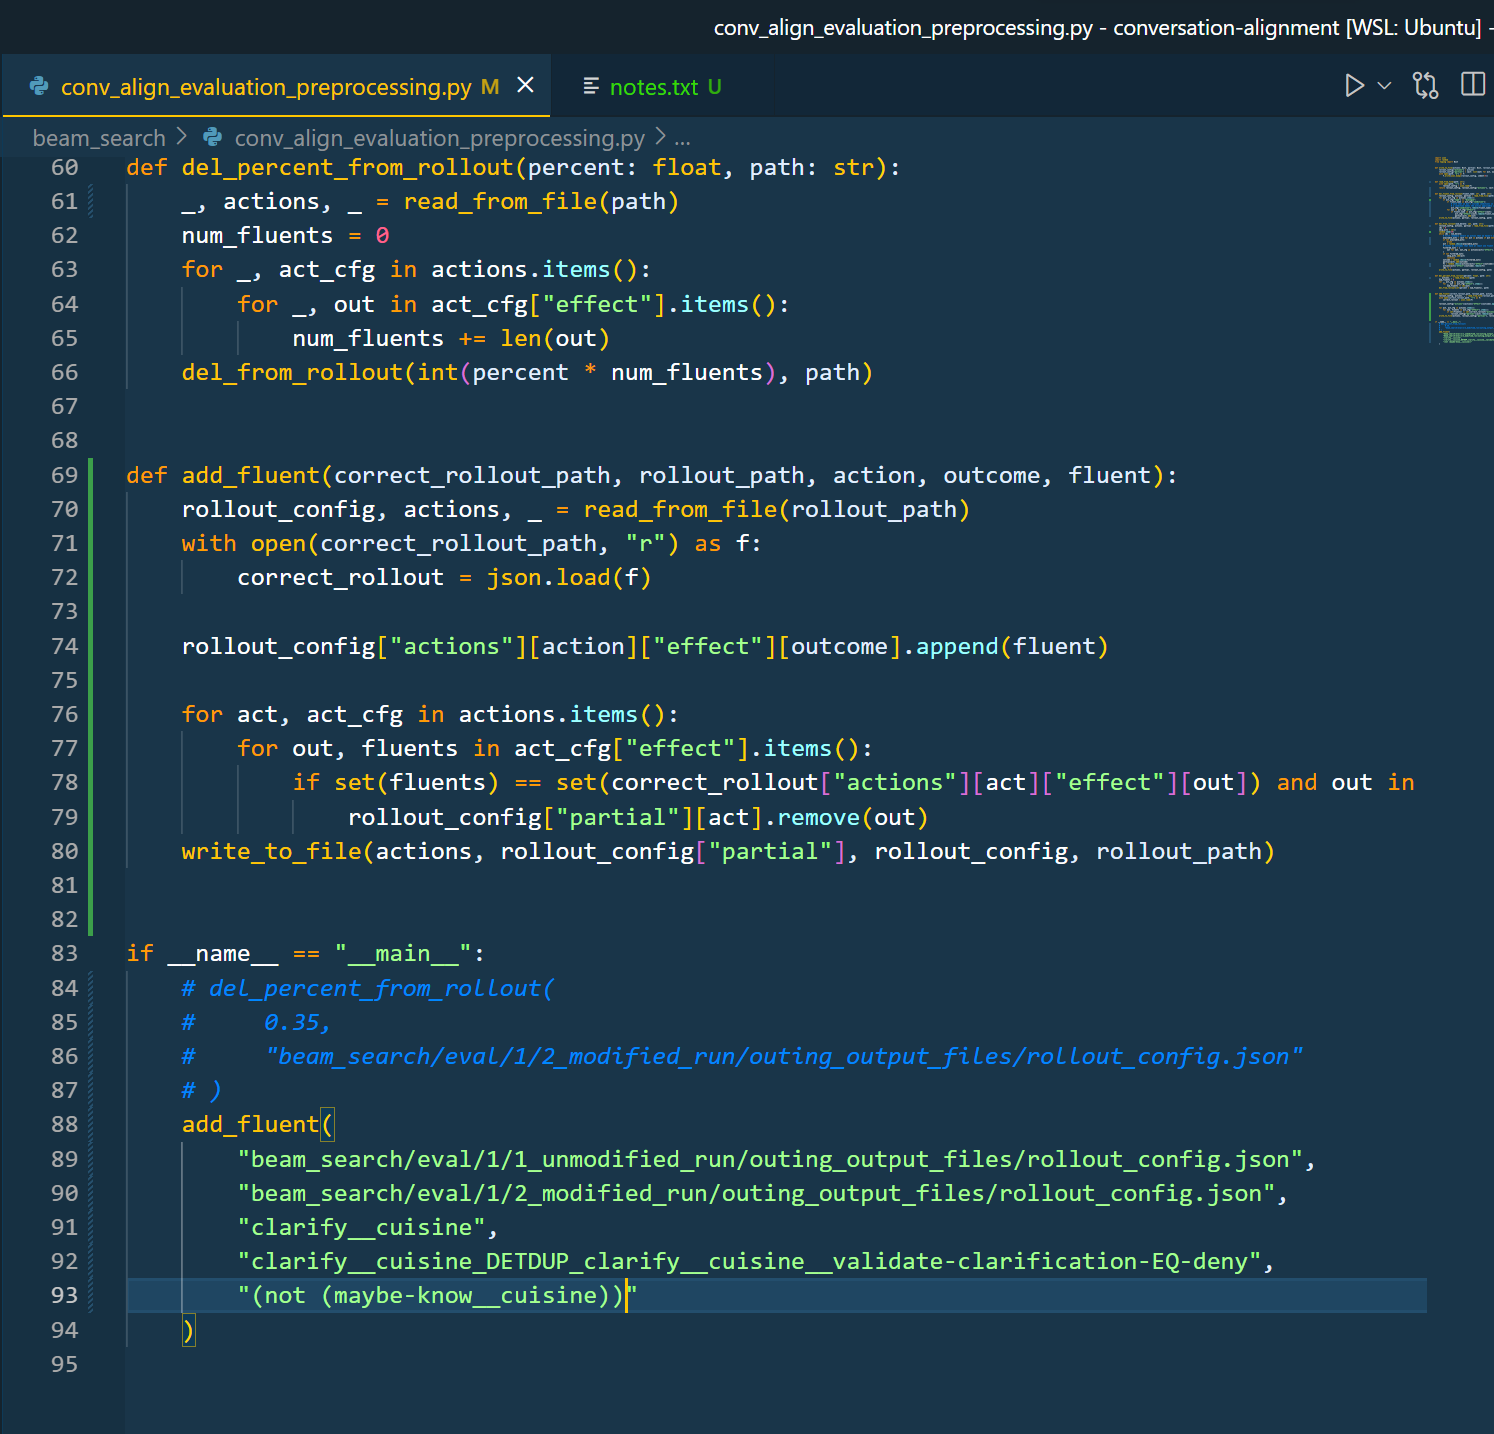 conv_align_evaluation_preprocessing.py - conversation-alignment [WSL: Ubuntu] -
conv_align_evaluation_preprocessing.py M
notes.txt U
beam_search > conv_align_evaluation_preprocessing.py > ...
60 def del_percent_from_rollout(percent: float, path: str):
61     _, actions, _ = read_from_file(path)
62     num_fluents = 0
63     for _, act_cfg in actions.items():
64         for _, out in act_cfg["effect"].items():
65             num_fluents += len(out)
66     del_from_rollout(int(percent * num_fluents), path)
67
68
69 def add_fluent(correct_rollout_path, rollout_path, action, outcome, fluent):
70     rollout_config, actions, _ = read_from_file(rollout_path)
71     with open(correct_rollout_path, "r") as f:
72         correct_rollout = json.load(f)
73
74     rollout_config["actions"][action]["effect"][outcome].append(fluent)
75
76     for act, act_cfg in actions.items():
77         for out, fluents in act_cfg["effect"].items():
78             if set(fluents) == set(correct_rollout["actions"][act]["effect"][out]) and out in
79                 rollout_config["partial"][act].remove(out)
80     write_to_file(actions, rollout_config["partial"], rollout_config, rollout_path)
81
82
83 if __name__ == "__main__":
84     # del_percent_from_rollout(
85     #     0.35,
86     #     "beam_search/eval/1/2_modified_run/outing_output_files/rollout_config.json"
87     # )
88     add_fluent(
89         "beam_search/eval/1/1_unmodified_run/outing_output_files/rollout_config.json",
90         "beam_search/eval/1/2_modified_run/outing_output_files/rollout_config.json",
91         "clarify__cuisine",
92         "clarify__cuisine_DETDUP_clarify__cuisine__validate-clarification-EQ-deny",
93         "(not (maybe-know__cuisine))"
94     )
95